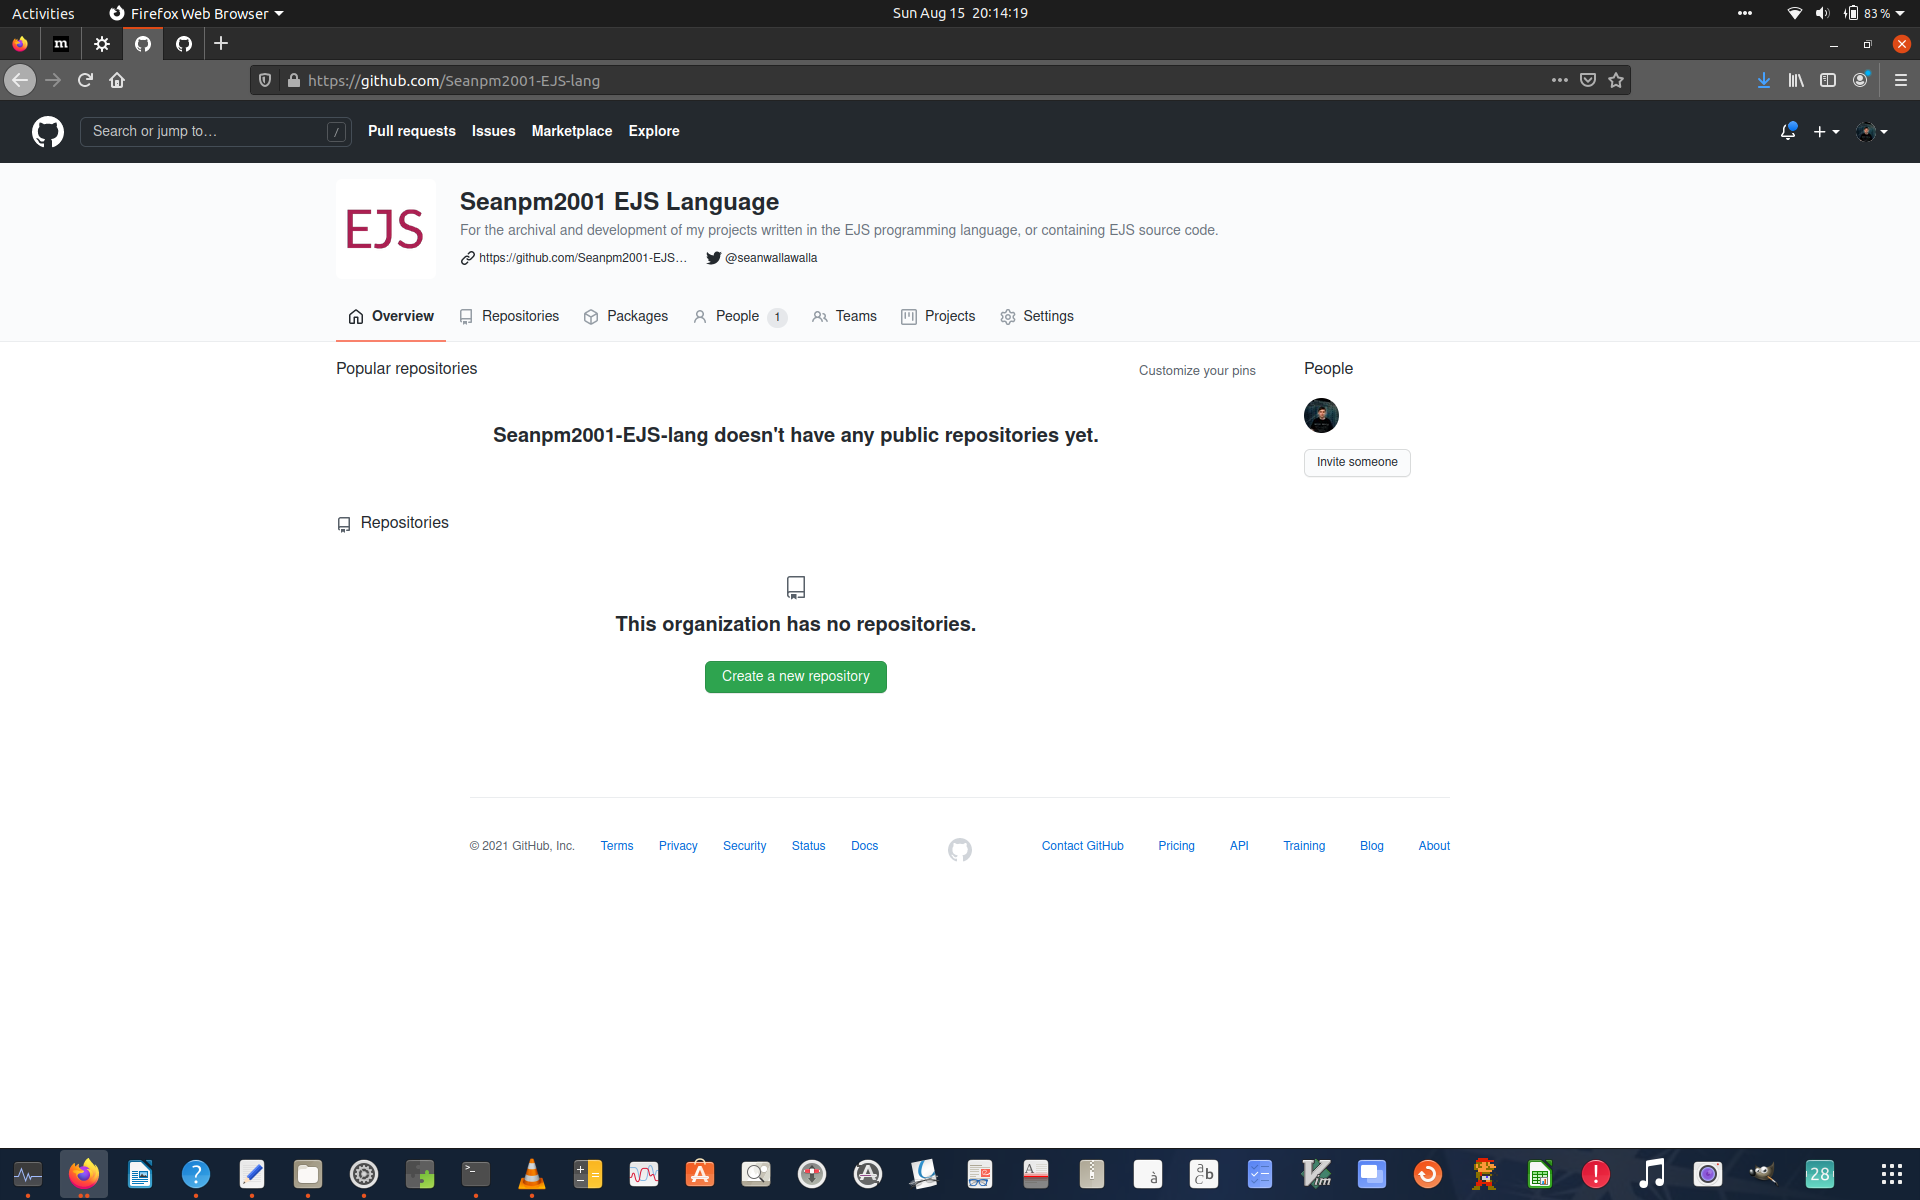 Activities Firefox Web Browser Sun Aug 15 20:14:19 83 %
m
https://github.com/Seanpm2001-EJS-lang
Search or jump to… / Pull requests Issues Marketplace Explore
EJS
Seanpm2001 EJS Language
For the archival and development of my projects written in the EJS programming language, or containing EJS source code.
https://github.com/Seanpm2001-EJS... @seanwallawalla
Overview Repositories Packages People 1 Teams Projects Settings
Popular repositories Customize your pins People
Seanpm2001-EJS-lang doesn't have any public repositories yet.
Invite someone
Repositories
This organization has no repositories.
Create a new repository
© 2021 GitHub, Inc. Terms Privacy Security Status Docs Contact GitHub Pricing API Training Blog About
28